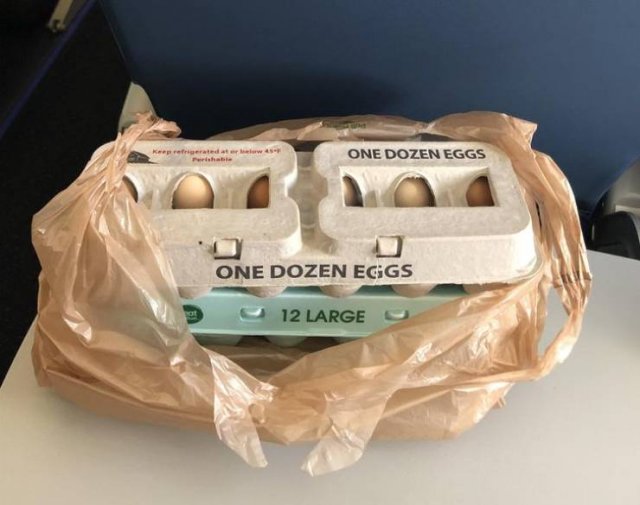 Keep refrigerated at or below 45°F
Perishable
ONE DOZEN EGGS
ONE DOZEN EGGS
12 LARGE